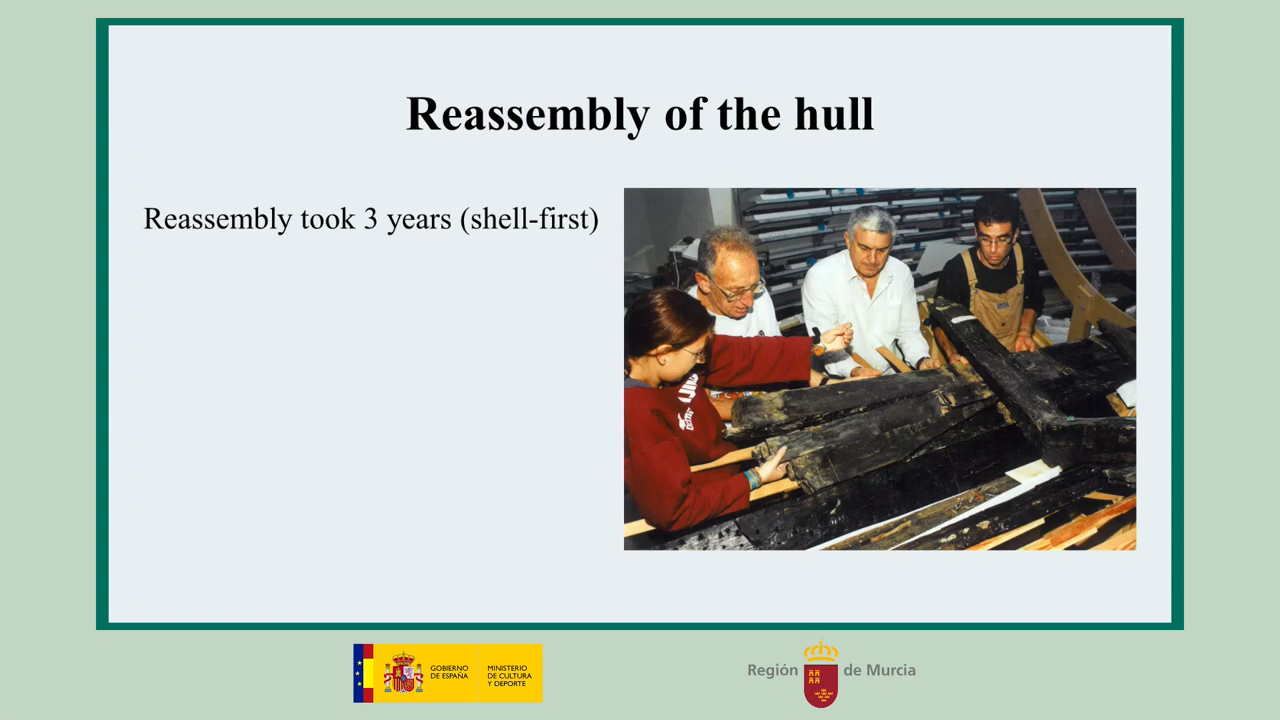 Reassembly of the hull
Reassembly took 3 years (shell-first)
GOBIERNO
DE ESPAÑA
MINISTERIO
DE CULTURA
Y DEPORTE
Región de Murcia